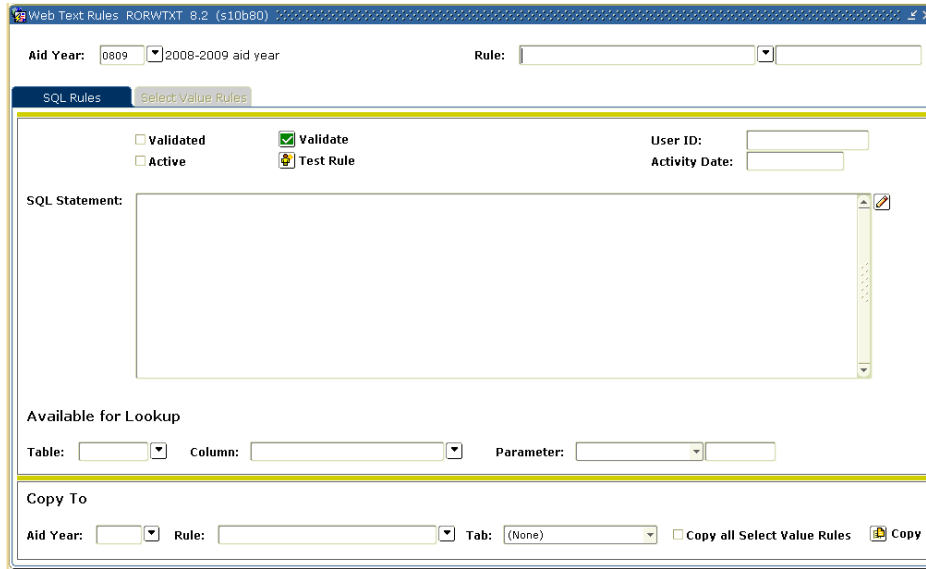 Web Text Rules RORWTXT 8.2 (s10b80)
Aid Year: 0809 2008-2009 aid year Rule:
SQL Rules Select Value Rules
Validated Validate User ID:
Active Test Rule Activity Date:
SQL Statement:
Available for Lookup
Table: Column: Parameter:
Copy To
Aid Year: Rule: Tab: (None) Copy all Select Value Rules Copy